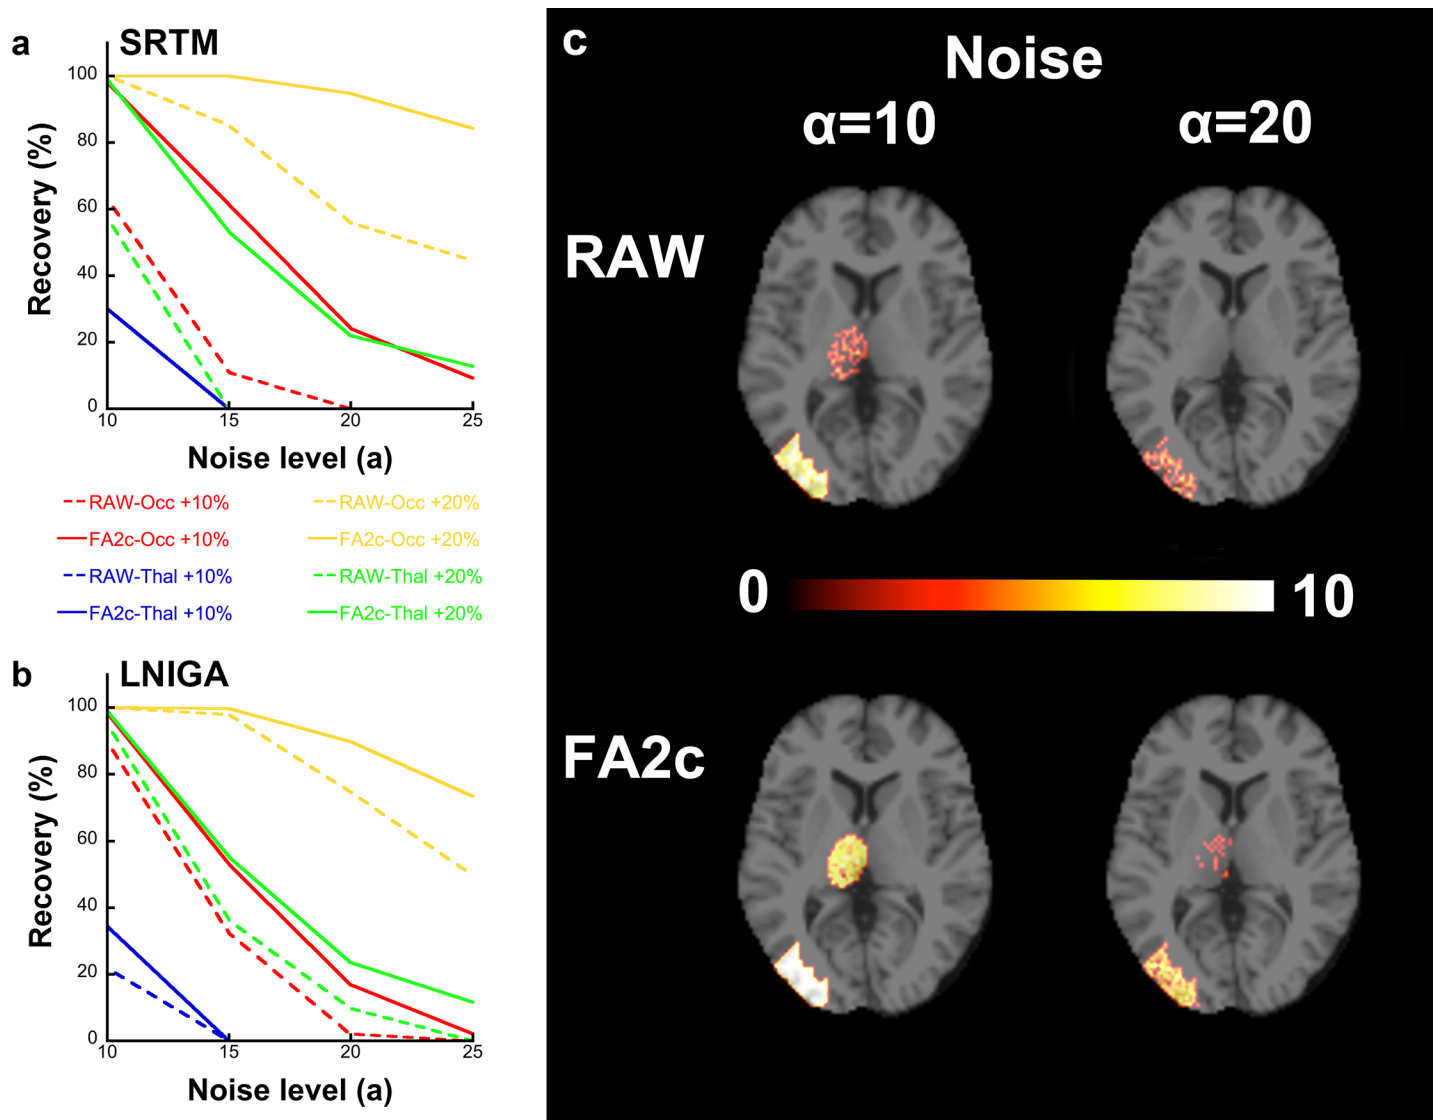 a
SRTM
Recovery (%)
100
80
60
40
20
0
10 15 20 25
Noise level (a)
RAW-Occ +10%
RAW-Occ +20%
FA2c-Occ +10%
FA2c-Occ +20%
RAW-Thal +10%
RAW-Thal +20%
FA2c-Thal +10%
FA2c-Thal +20%
b
LNIGA
Recovery (%)
100
80
60
40
20
0
10 15 20 25
Noise level (a)
c
Noise
α=10
α=20
RAW
0
10
FA2c